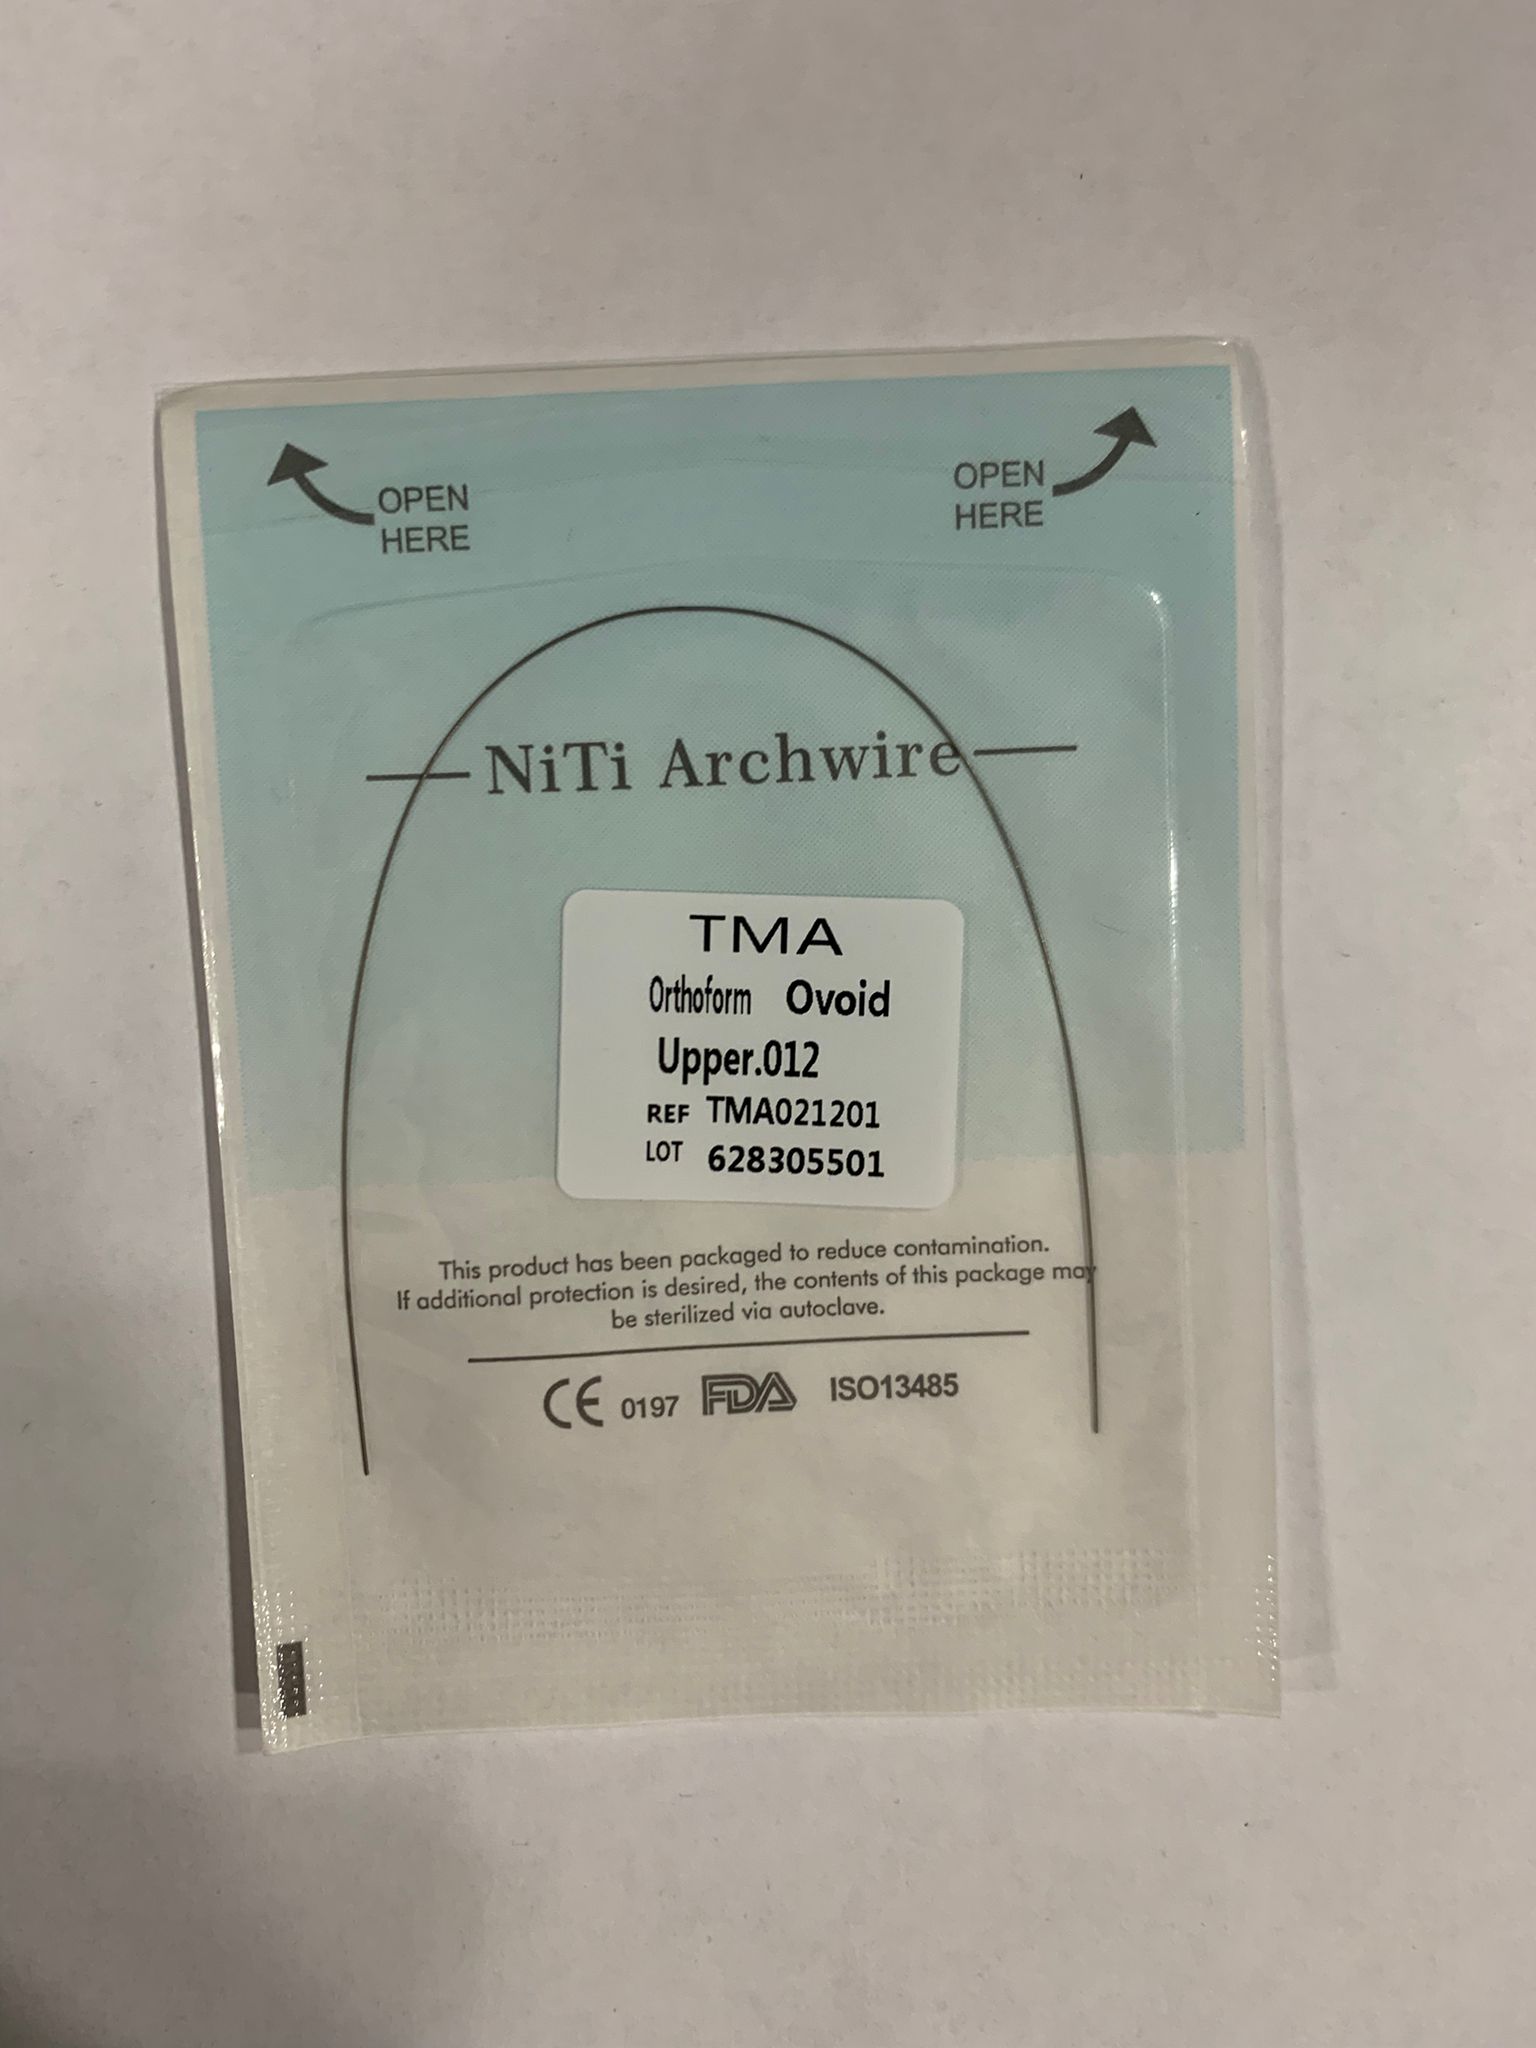 OPEN
HERE
OPEN
HERE
NiTi Archwire
TMA
Orthoform Ovoid
Upper.012
REF TMA021201
LOT 628305501
This product has been packaged to reduce contamination.
If additional protection is desired, the contents of this package may
be sterilized via autoclave.
CE 0197 FDA ISO13485